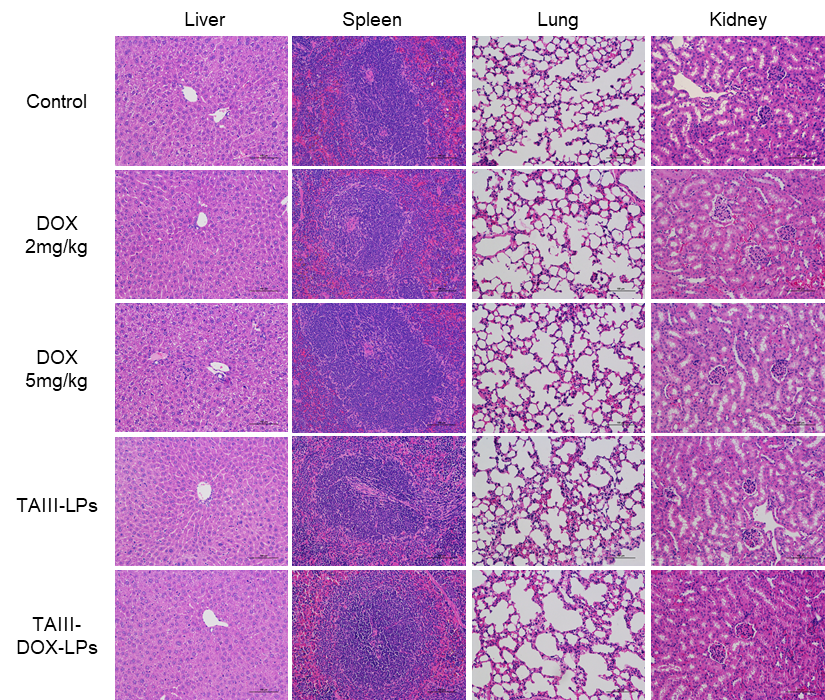 Liver Spleen Lung Kidney
Control
DOX
2mg/kg
DOX
5mg/kg
TAIII-LPs
TAIII-
DOX-LPs